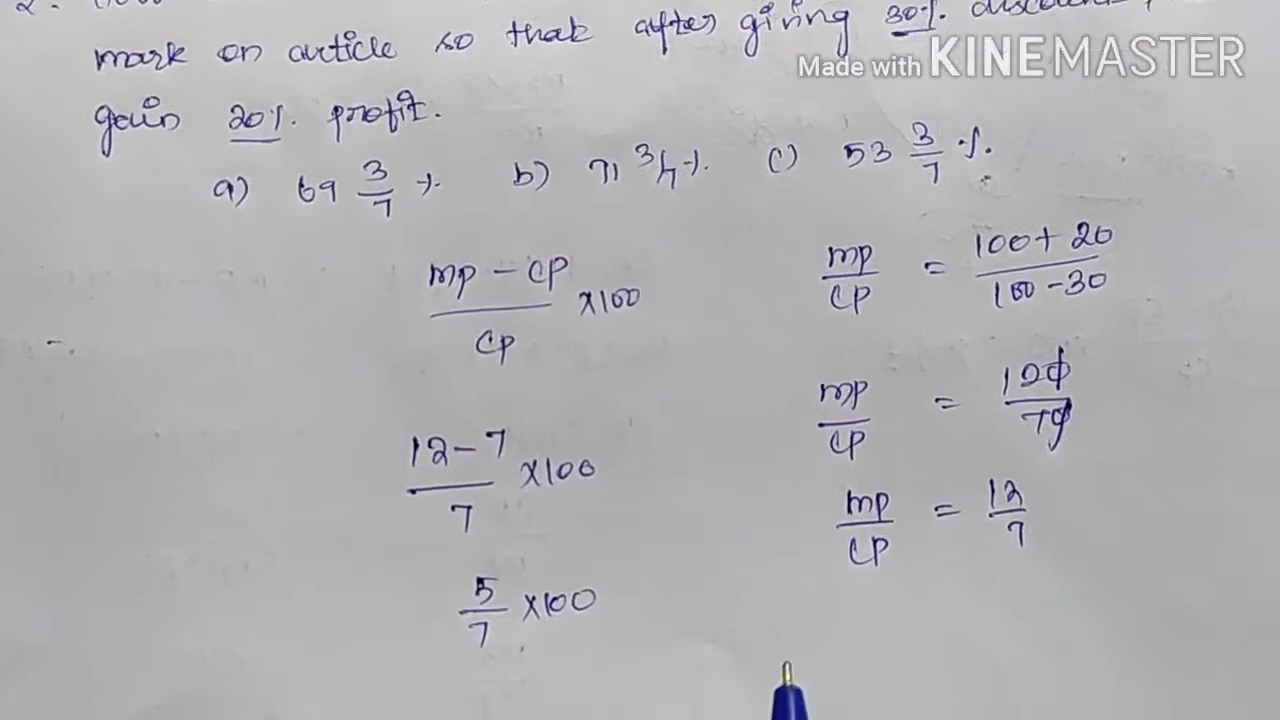 2.
mark on article so that after giving 30%. discount,
Made with KINEMASTER
gain 20%. profit.
a) 69 3/7 %. b) 71 3/7 %. c) 53 3/7 %.
MP - CP / CP ×100
MP/CP = 100+20 / 100-30
12-7 / 7 ×100
MP/CP = 120/70
5/7 ×100
MP/CP = 12/7